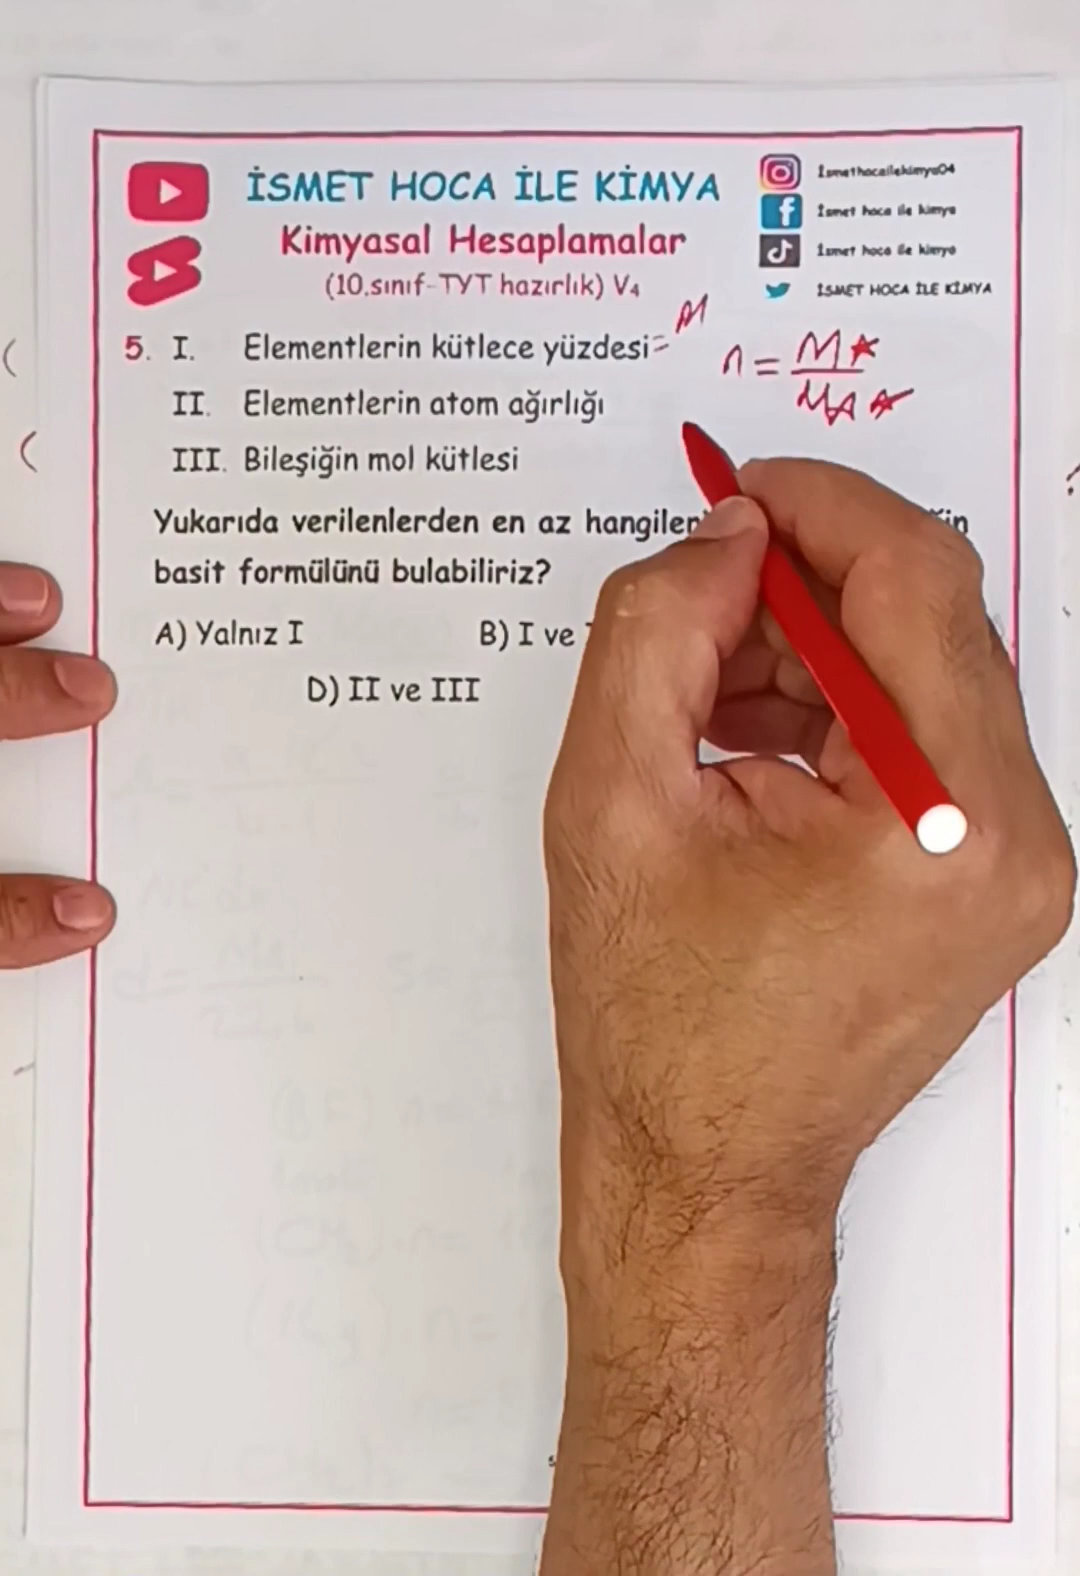 İSMET HOCA İLE KİMYA
Kimyasal Hesaplamalar
(10.sınıf-TYT hazırlık) V4
İsmethocailekimya04
İsmet hoca ile kimya
İsmet hoca ile kimya
İSMET HOCA İLE KİMYA
5. I. Elementlerin kütlece yüzdesi = M
n = M / MA
II. Elementlerin atom ağırlığı
III. Bileşiğin mol kütlesi
Yukarıda verilenlerden en az
basit formülünü bulabiliriz?
A) Yalnız I
B) I ve
D) II ve III